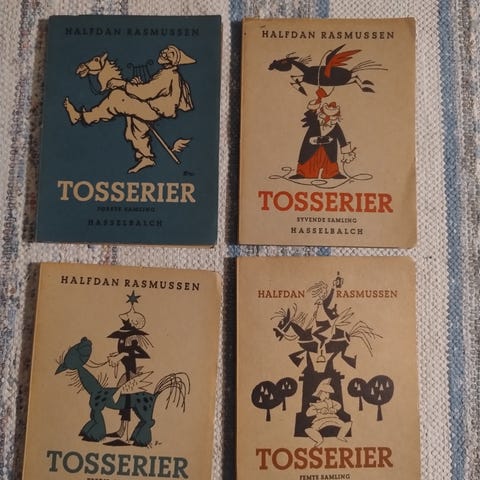 HALFDAN RASMUSSEN
TOSSERIER
FØRSTE SAMLING
HASSELBALCH
HALFDAN RASMUSSEN
TOSSERIER
SYVENDE SAMLING
HASSELBALCH
HALFDAN RASMUSSEN
TOSSERIER
HALFDAN RASMUSSEN
TOSSERIER
FEMTE SAMLING